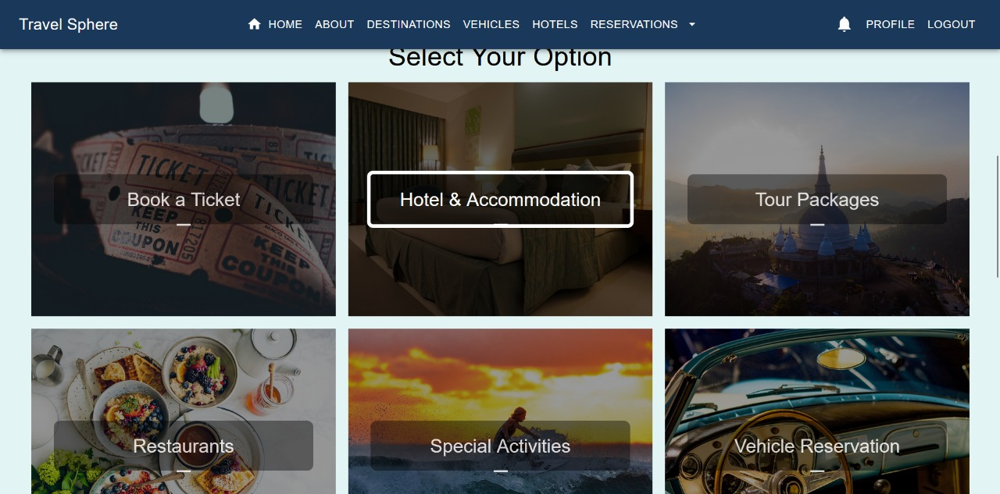 Travel Sphere HOME ABOUT DESTINATIONS VEHICLES HOTELS RESERVATIONS PROFILE LOGOUT
Select Your Option
Book a Ticket
Hotel & Accommodation
Tour Packages
TICKET
TICKET
TICKET
KEEP
THIS
COUPON
KEEP
THIS
COUPON
217205
Restaurants
Special Activities
Vehicle Reservation